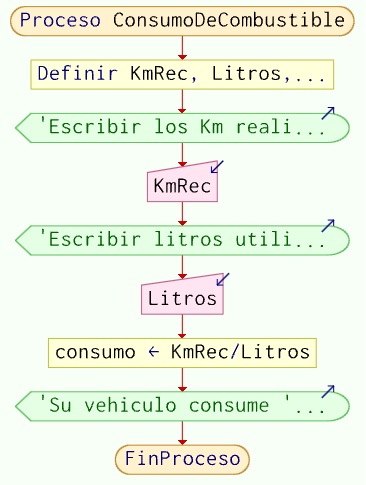 Proceso ConsumoDeCombustible
Definir KmRec, Litros,...
'Escribir los Km reali...
KmRec
'Escribir litros utili...
Litros
consumo ← KmRec/Litros
'Su vehiculo consume '...
FinProceso